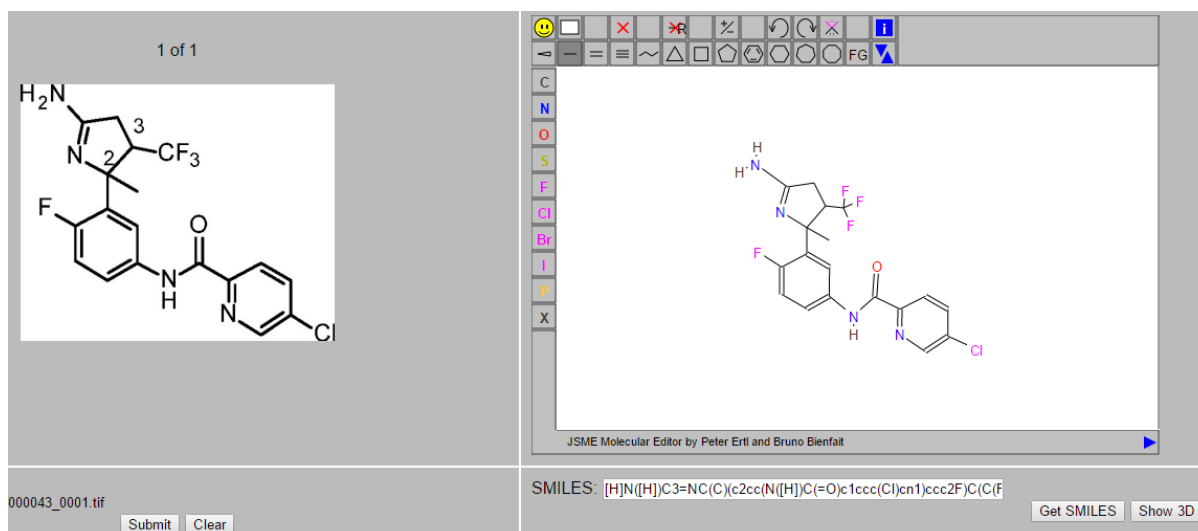 1 of 1
H₂N
3
N
2
CF₃
F
O
N
H
N
Cl
R
+/-
FG
i
C
N
O
S
F
Cl
Br
I
P
X
H
H N
F
F
N
F
F
O
N
H
N
Cl
JSME Molecular Editor by Peter Ertl and Bruno Bienfait
000043_0001.tif
Submit Clear
SMILES: [H]N([H])C3=NC(C)(c2cc(N([H])C(=O)c1ccc(Cl)cn1)ccc2F)C(C(F
Get SMILES Show 3D